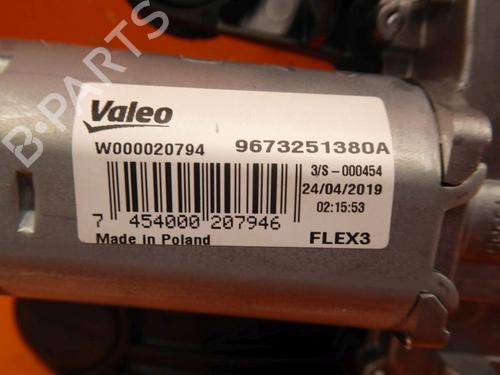 Valeo
W000020794 9673251380A
3/S-000454
24/04/2019
02:15:53
7 454000 207946
Made in Poland FLEX3
B-PARTS